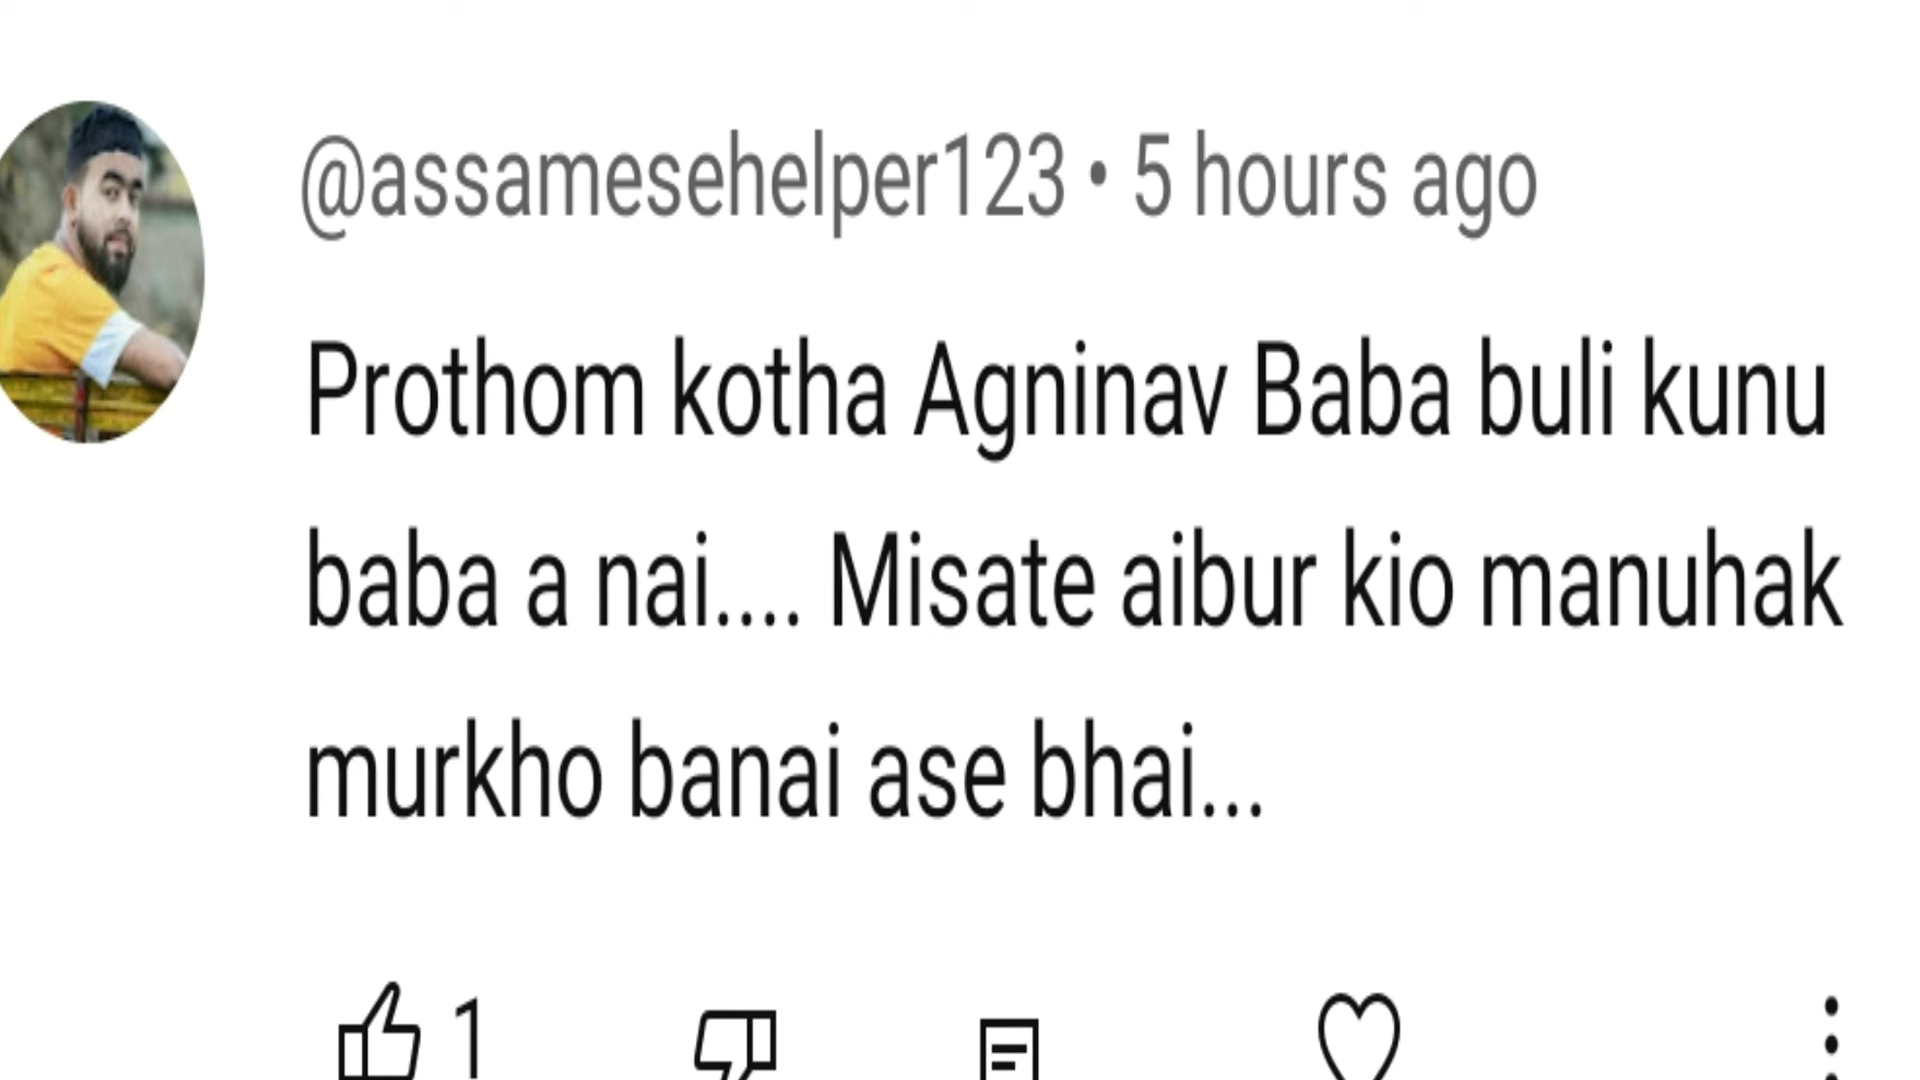 @assamesehelper123 • 5 hours ago
Prothom kotha Agninav Baba buli kunu
baba a nai.... Misate aibur kio manuhak
murkho banai ase bhai...
1